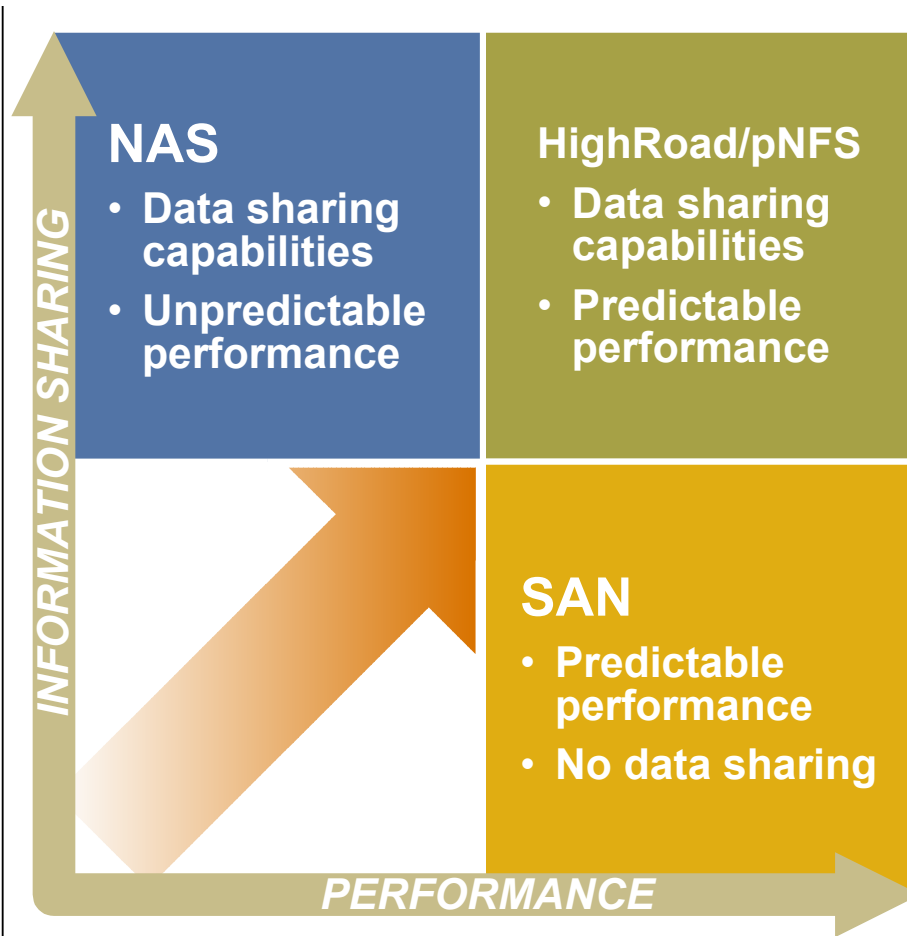 NAS
• Data sharing
capabilities
• Unpredictable
performance
HighRoad/pNFS
• Data sharing
capabilities
• Predictable
performance
SAN
• Predictable
performance
• No data sharing
INFORMATION SHARING
PERFORMANCE